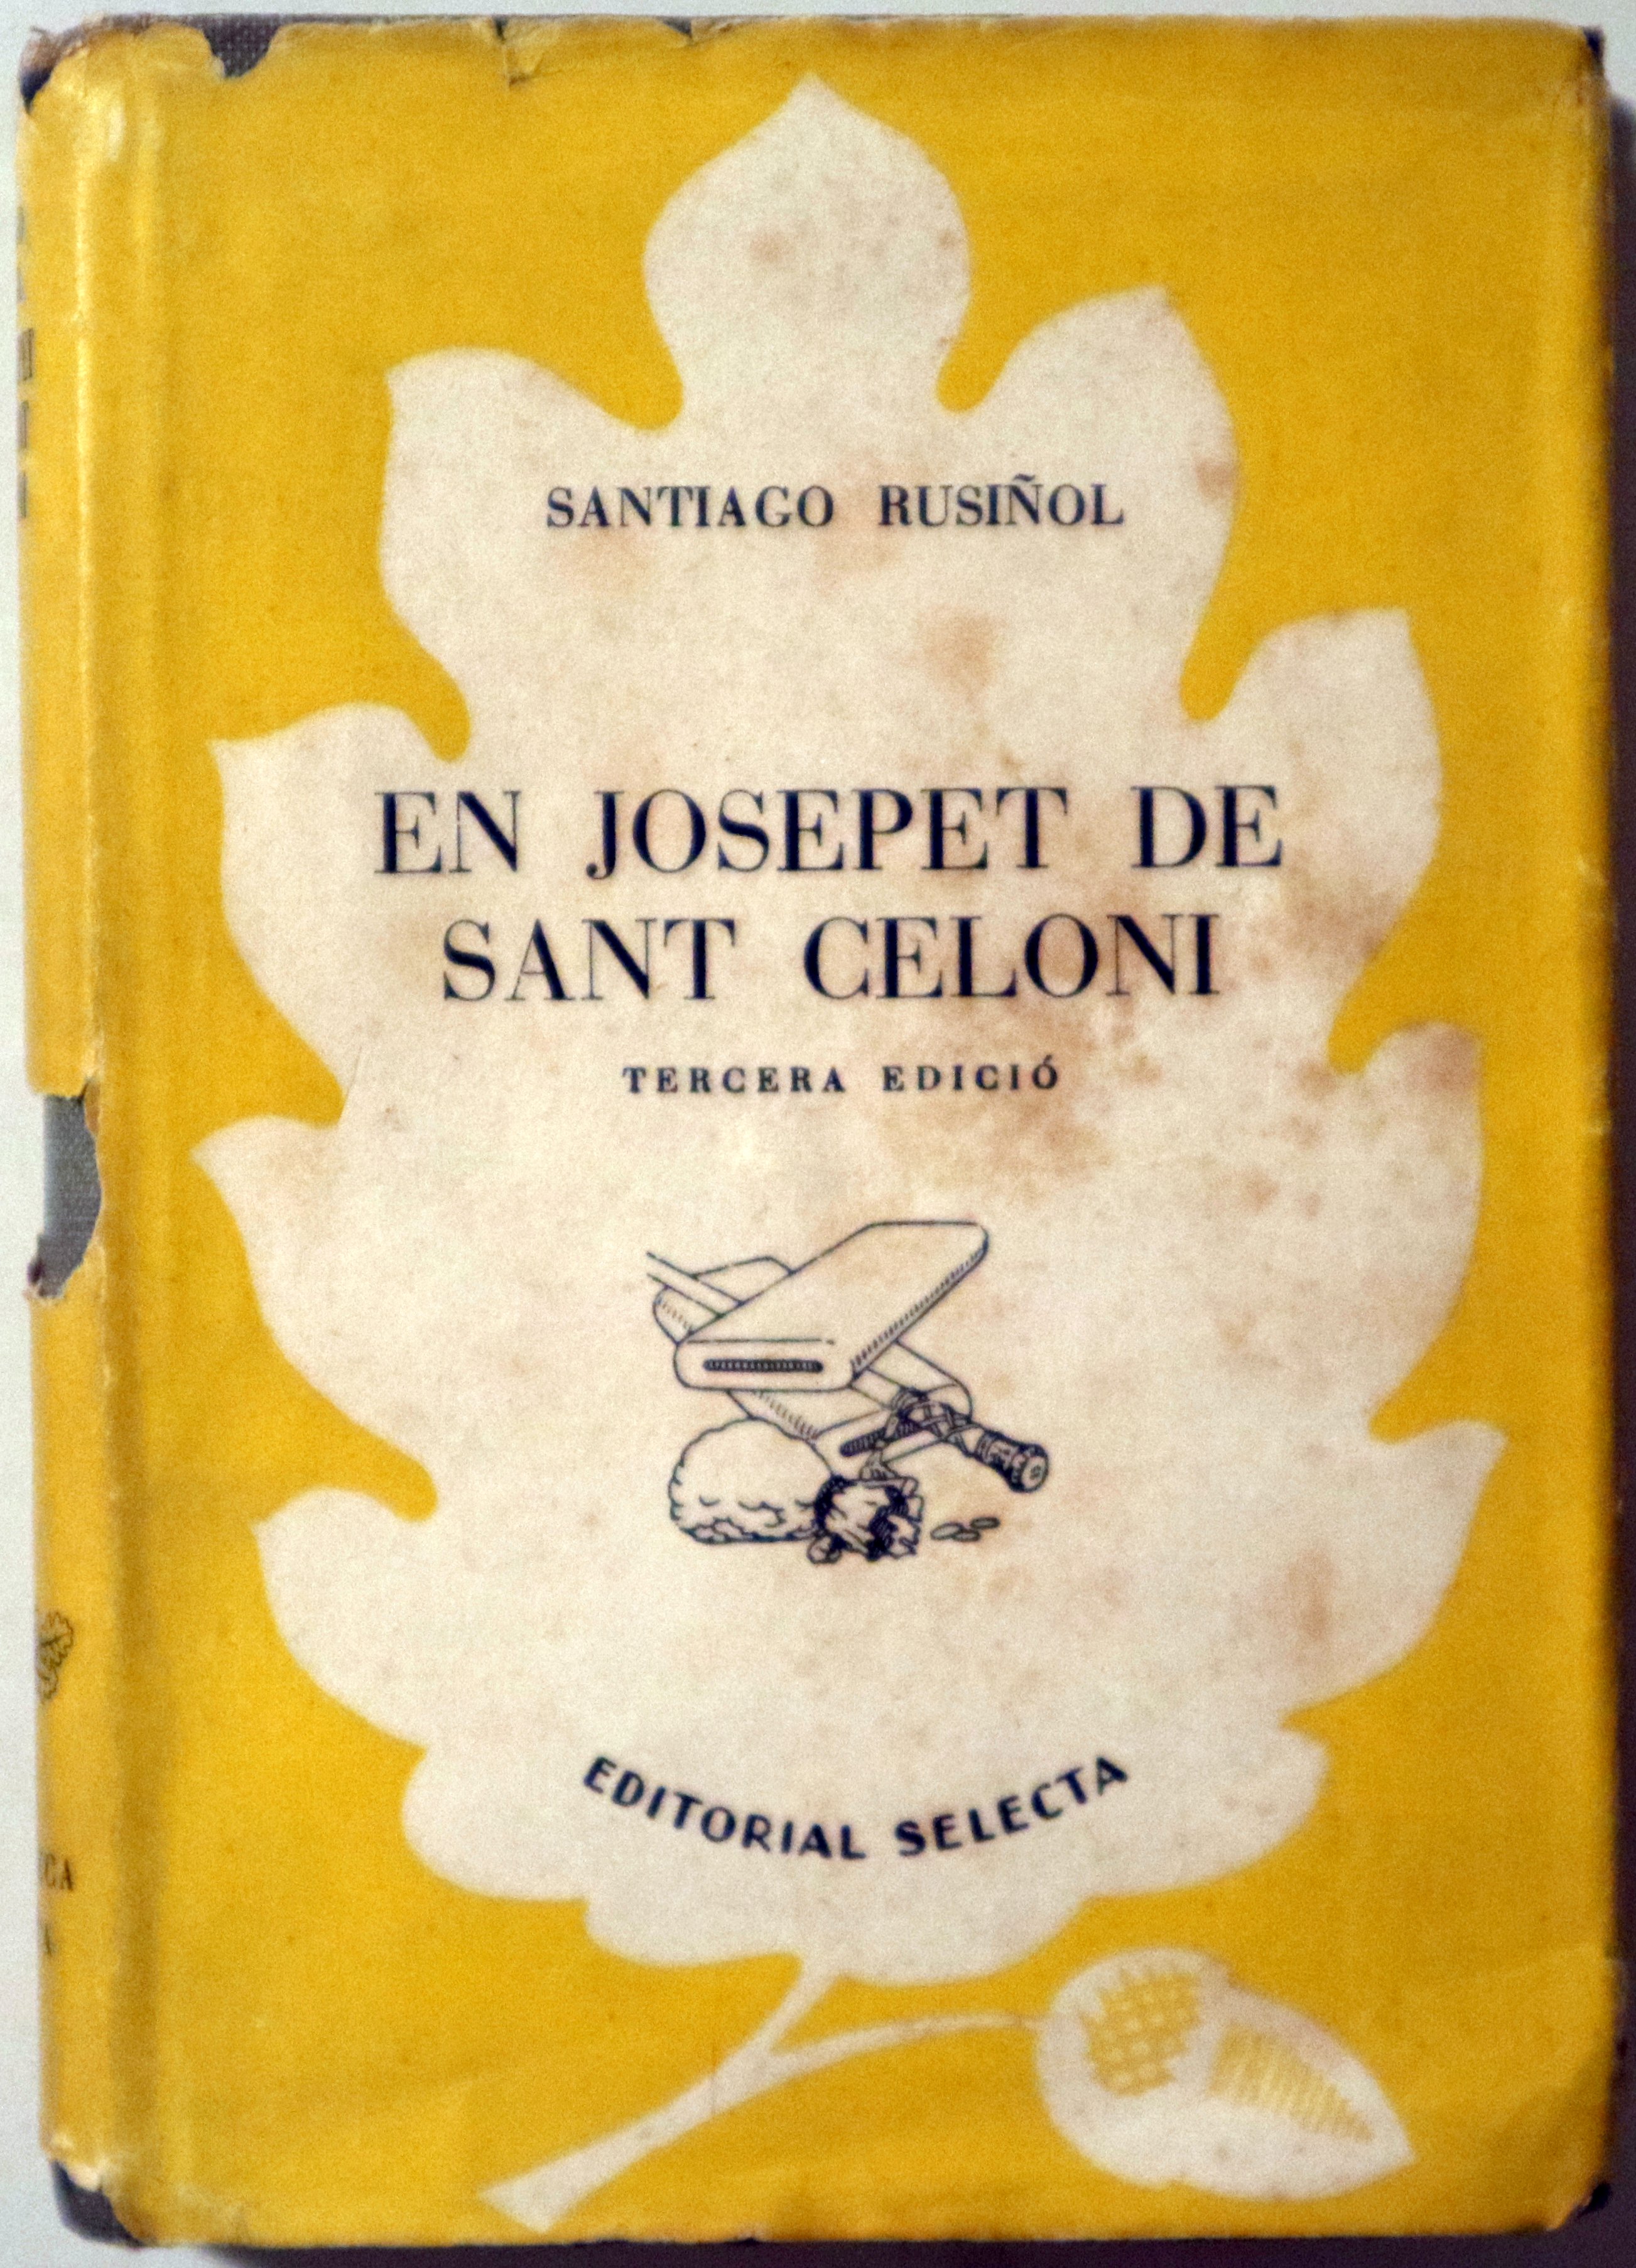 SANTIAGO RUSIÑOL
EN JOSEPET DE
SANT CELONI
TERCERA EDICIÓ
EDITORIAL SELECTA